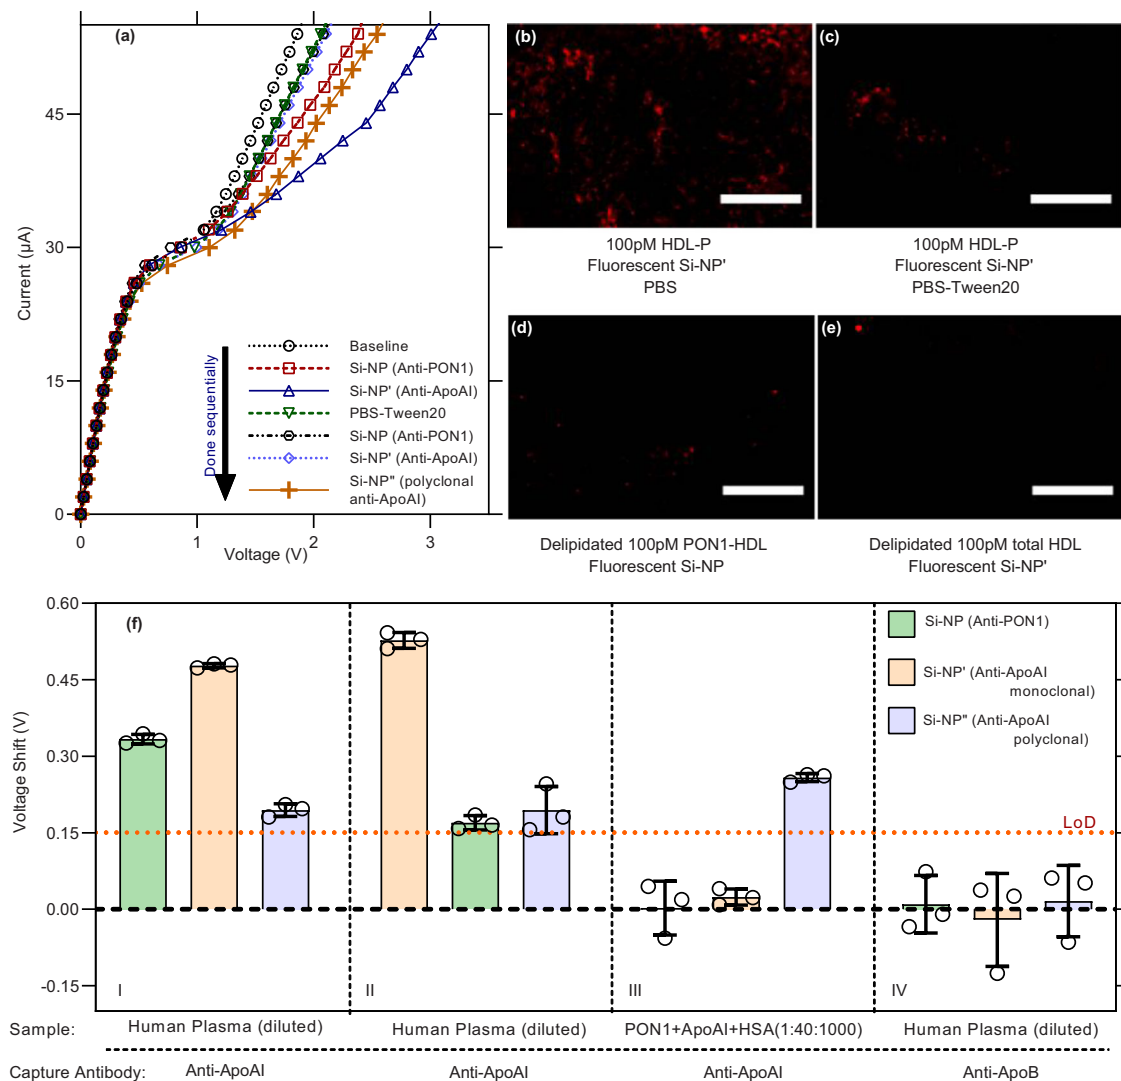 (a)
Current (µA)
45
30
15
0
0
1
2
3
Voltage (V)
Done sequentially
Baseline
Si-NP (Anti-PON1)
Si-NP' (Anti-ApoAI)
PBS-Tween20
Si-NP (Anti-PON1)
Si-NP' (Anti-ApoAI)
Si-NP" (polyclonal
anti-ApoAI)
(b)
100pM HDL-P
Fluorescent Si-NP'
PBS
(c)
100pM HDL-P
Fluorescent Si-NP'
PBS-Tween20
(d)
Delipidated 100pM PON1-HDL
Fluorescent Si-NP
(e)
Delipidated 100pM total HDL
Fluorescent Si-NP'
(f)
Voltage Shift (V)
0.60
0.45
0.30
0.15
0.00
-0.15
Si-NP (Anti-PON1)
Si-NP' (Anti-ApoAI
monoclonal)
Si-NP" (Anti-ApoAI
polyclonal)
LoD
I
II
III
IV
Sample:
Human Plasma (diluted)
Human Plasma (diluted)
PON1+ApoAI+HSA(1:40:1000)
Human Plasma (diluted)
Capture Antibody:
Anti-ApoAI
Anti-ApoAI
Anti-ApoAI
Anti-ApoB